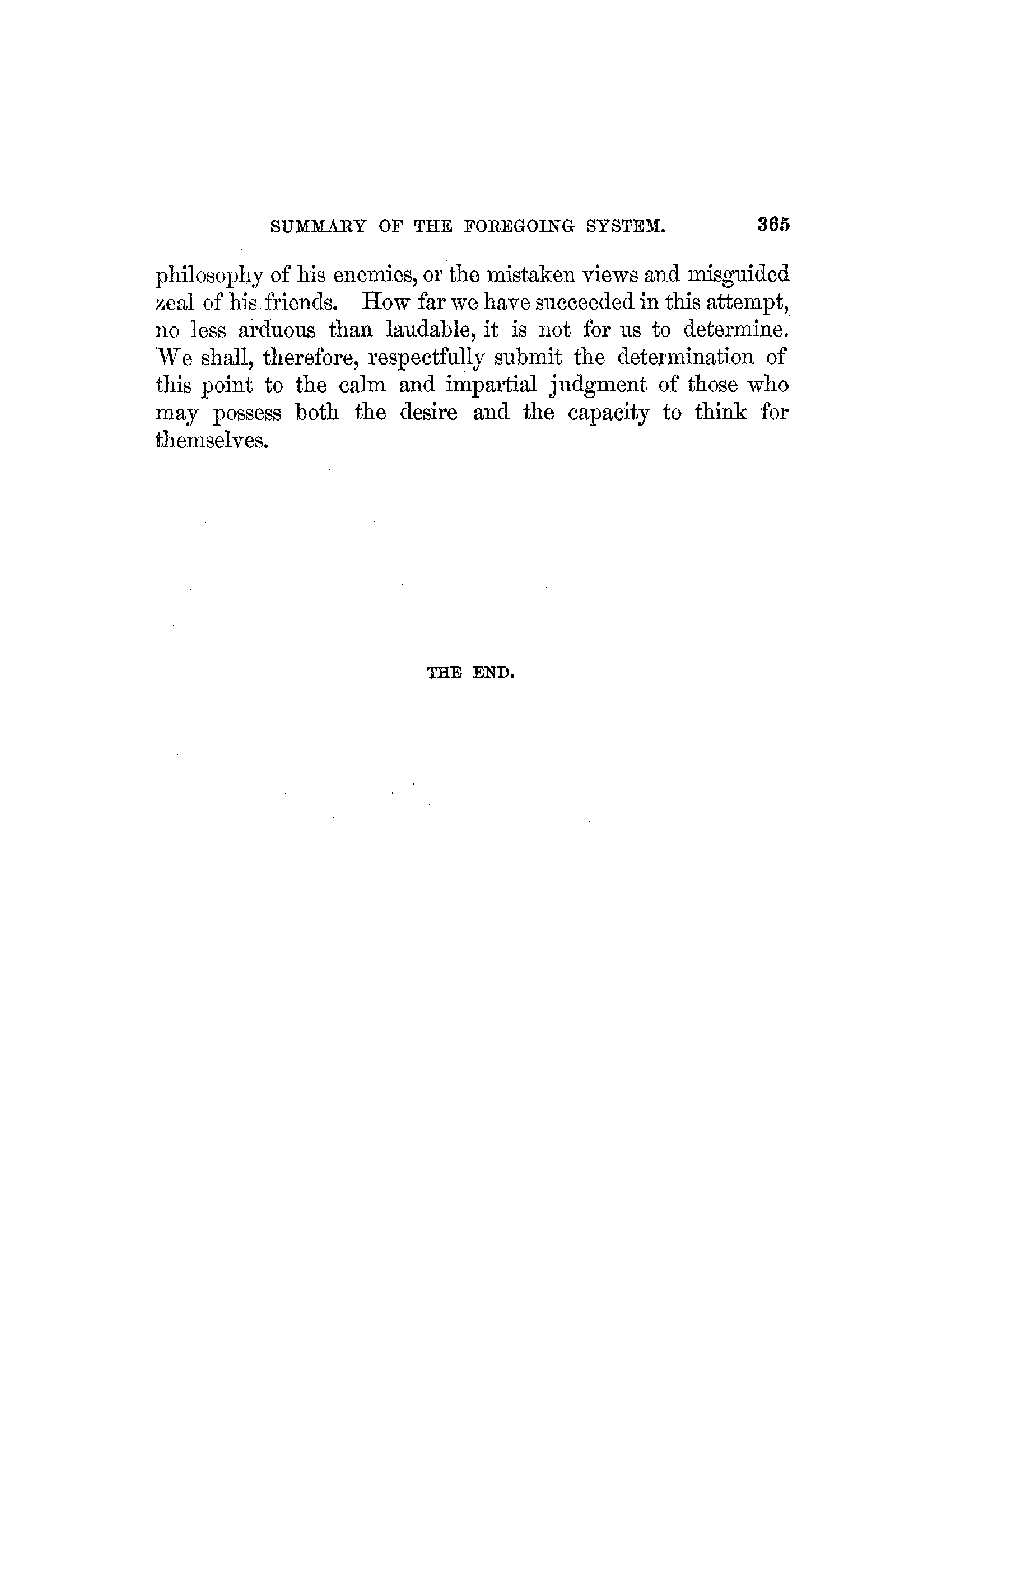 SUMMARY OF THE FOREGOING SYSTEM. 365
philosophy of his enemies, or the mistaken views and misguided
zeal of his friends. How far we have succeeded in this attempt,
no less arduous than laudable, it is not for us to determine.
We shall, therefore, respectfully submit the determination of
this point to the calm and impartial judgment of those who
may possess both the desire and the capacity to think for
themselves.
THE END.